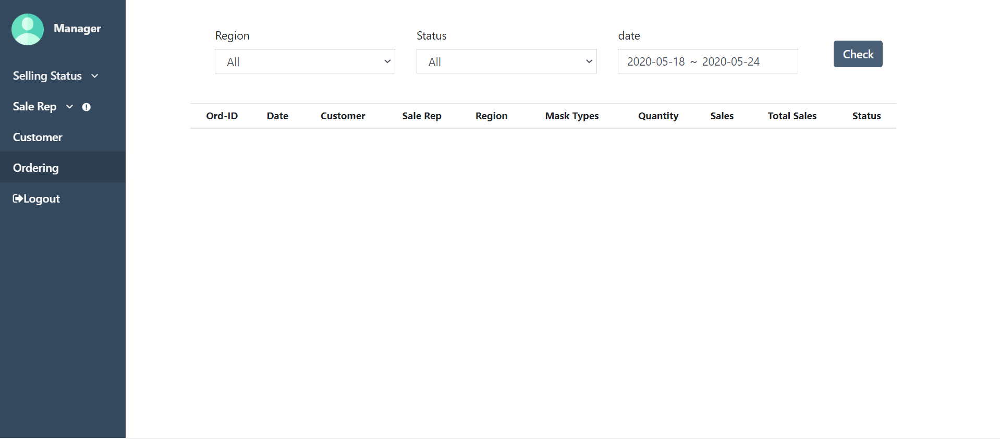 Manager
Selling Status
Sale Rep
Customer
Ordering
Logout
Region Status date
All All 2020-05-18 ~ 2020-05-24 Check
Ord-ID Date Customer Sale Rep Region Mask Types Quantity Sales Total Sales Status